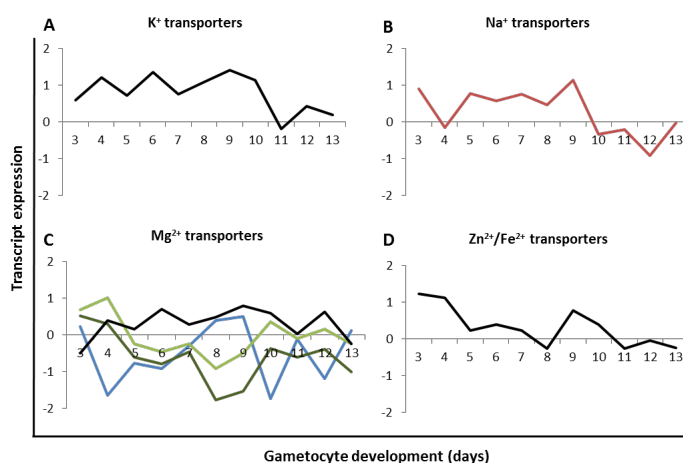 A
K⁺ transporters
2
1
0
-1
-2
3 4 5 6 7 8 9 10 11 12 13
B
Na⁺ transporters
2
1
0
-1
-2
3 4 5 6 7 8 9 10 11 12 13
Transcript expression
C
Mg²⁺ transporters
2
1
0
-1
-2
3 4 5 6 7 8 9 10 11 12 13
D
Zn²⁺/Fe²⁺ transporters
2
1
0
-1
-2
3 4 5 6 7 8 9 10 11 12 13
Gametocyte development (days)